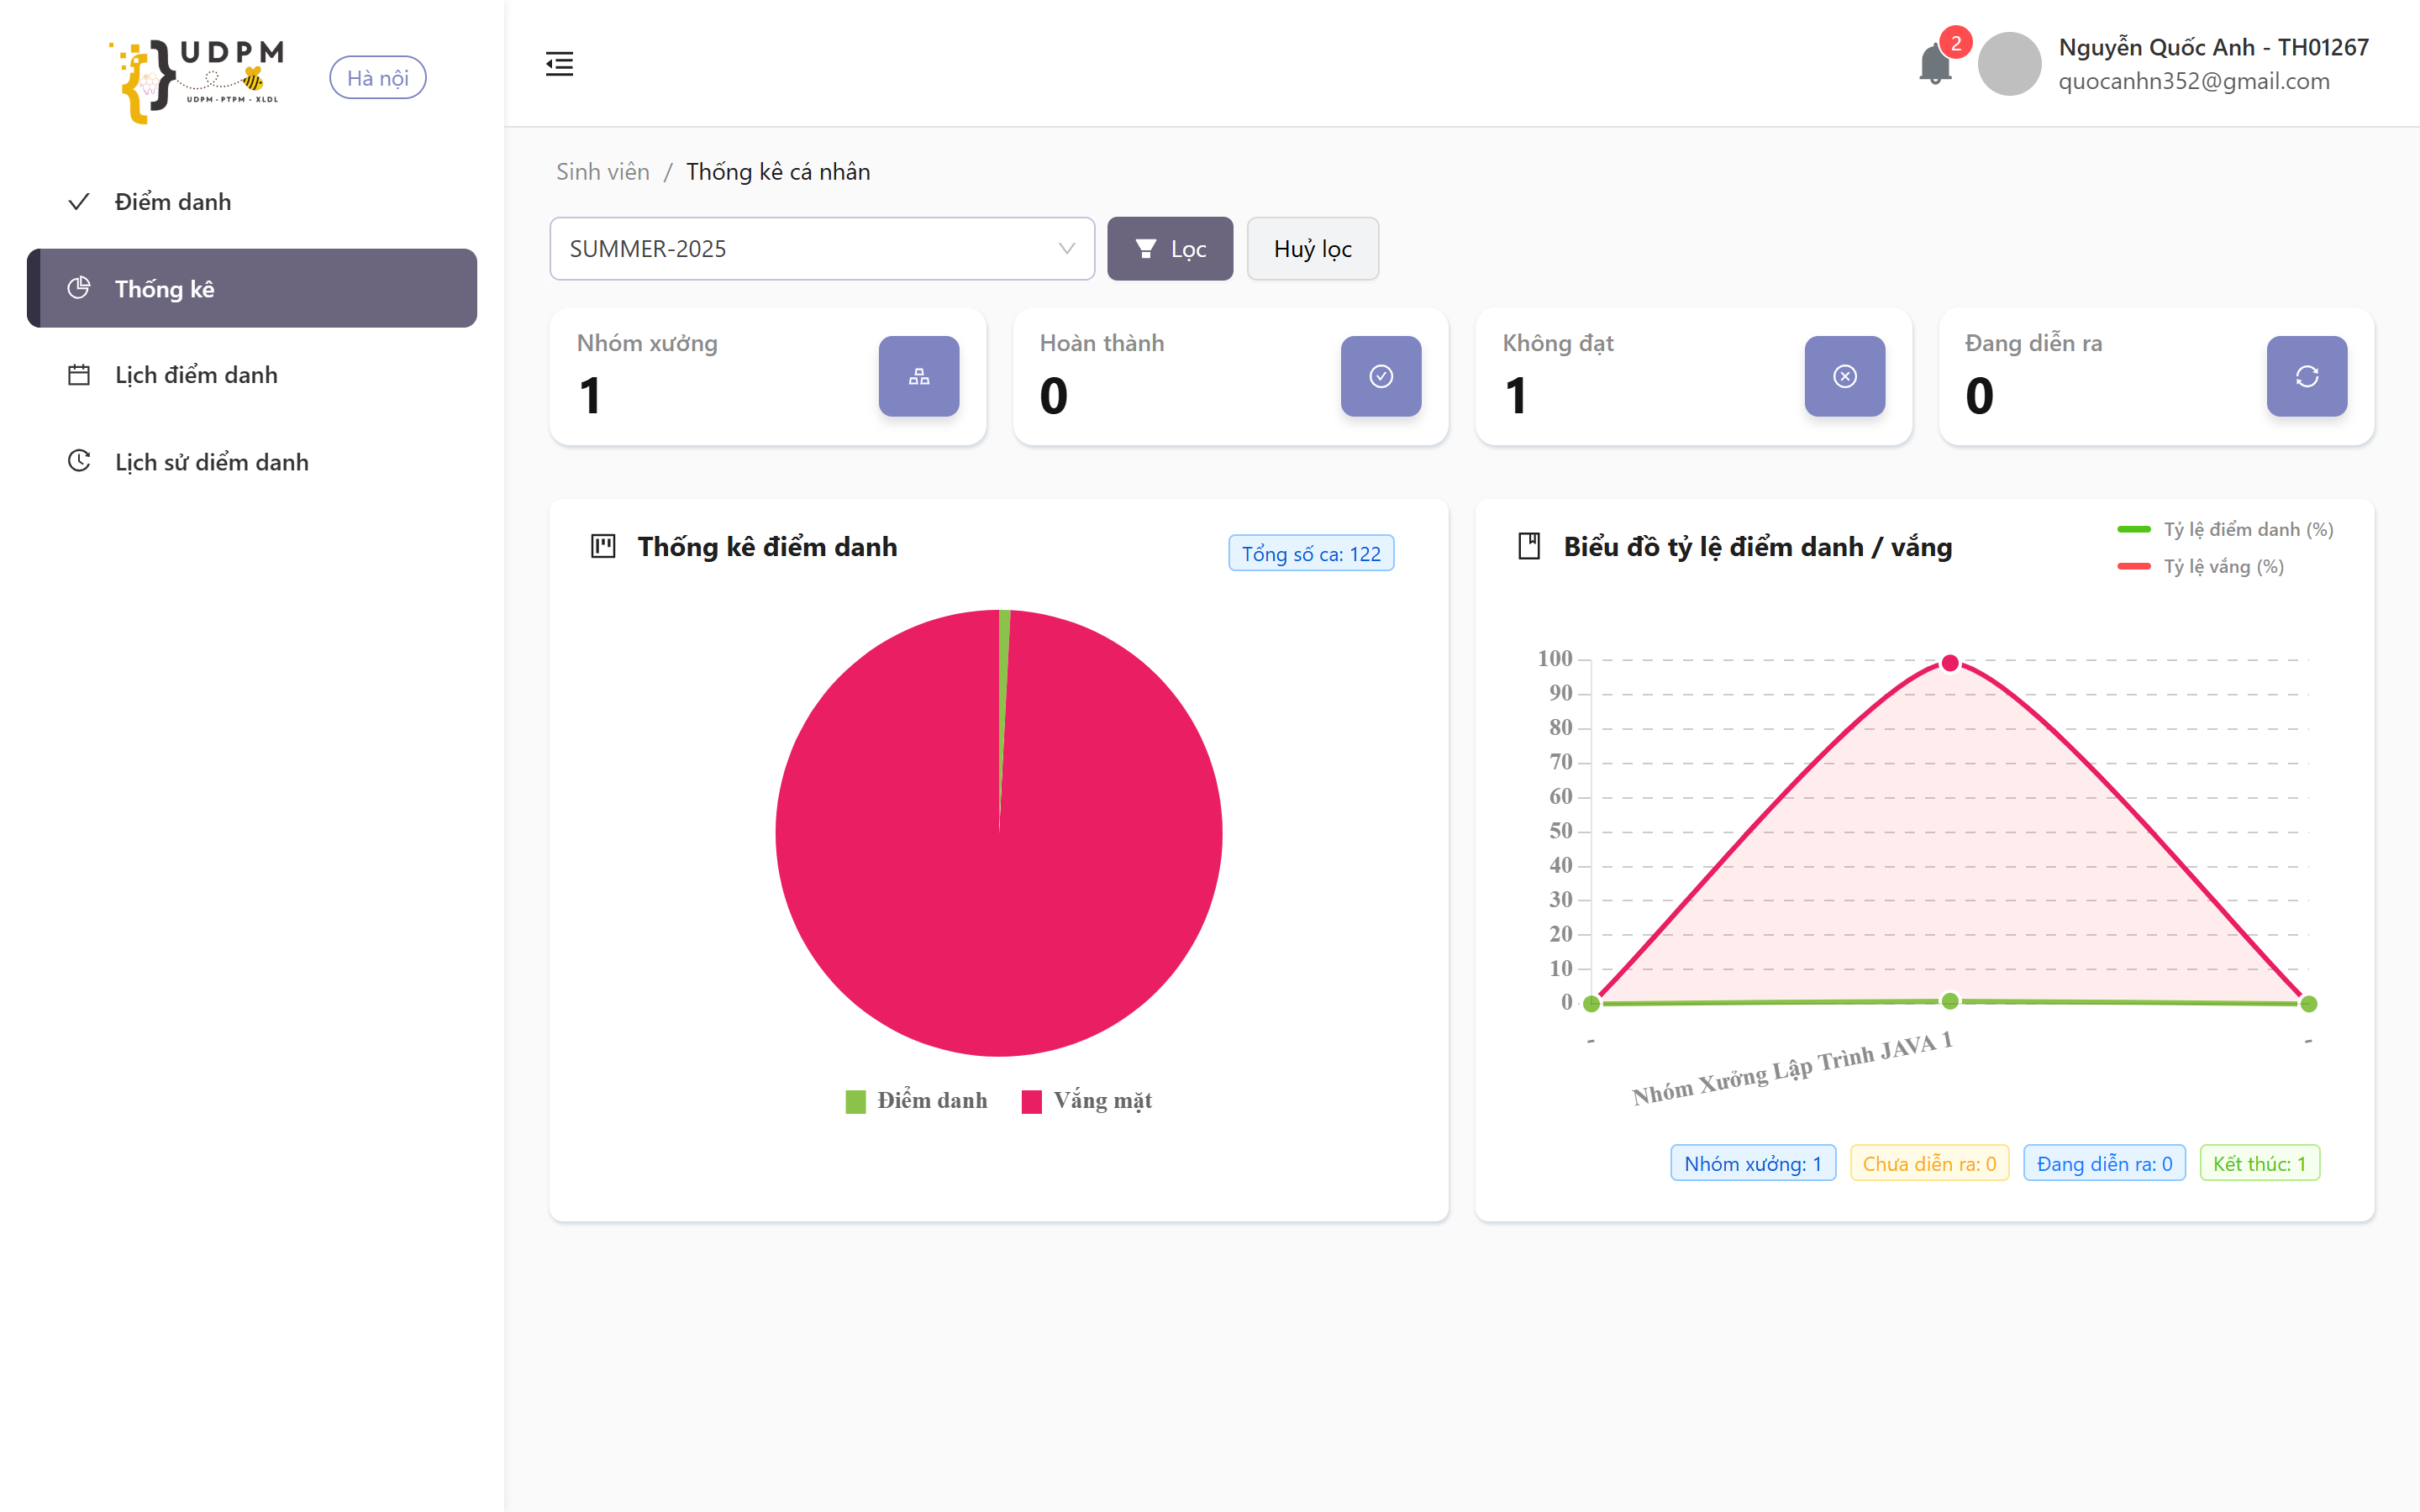 UDPM
UDPM - PTPM - XLDL
Hà nội
2
Nguyễn Quốc Anh - TH01267
quocanhn352@gmail.com
Điểm danh
Thống kê
Lịch điểm danh
Lịch sử diểm danh
Sinh viên / Thống kê cá nhân
SUMMER-2025
Lọc
Huỷ lọc
Nhóm xưởng
1
Hoàn thành
0
Không đạt
1
Đang diễn ra
0
Thống kê điểm danh
Tổng số ca: 122
Điểm danh
Vắng mặt
Biểu đồ tỷ lệ điểm danh / vắng
Tỷ lệ điểm danh (%)
Tỷ lệ vắng (%)
100
90
80
70
60
50
40
30
20
10
0
-
Nhóm Xưởng Lập Trình JAVA 1
-
Nhóm xưởng: 1
Chưa diễn ra: 0
Đang diễn ra: 0
Kết thúc: 1